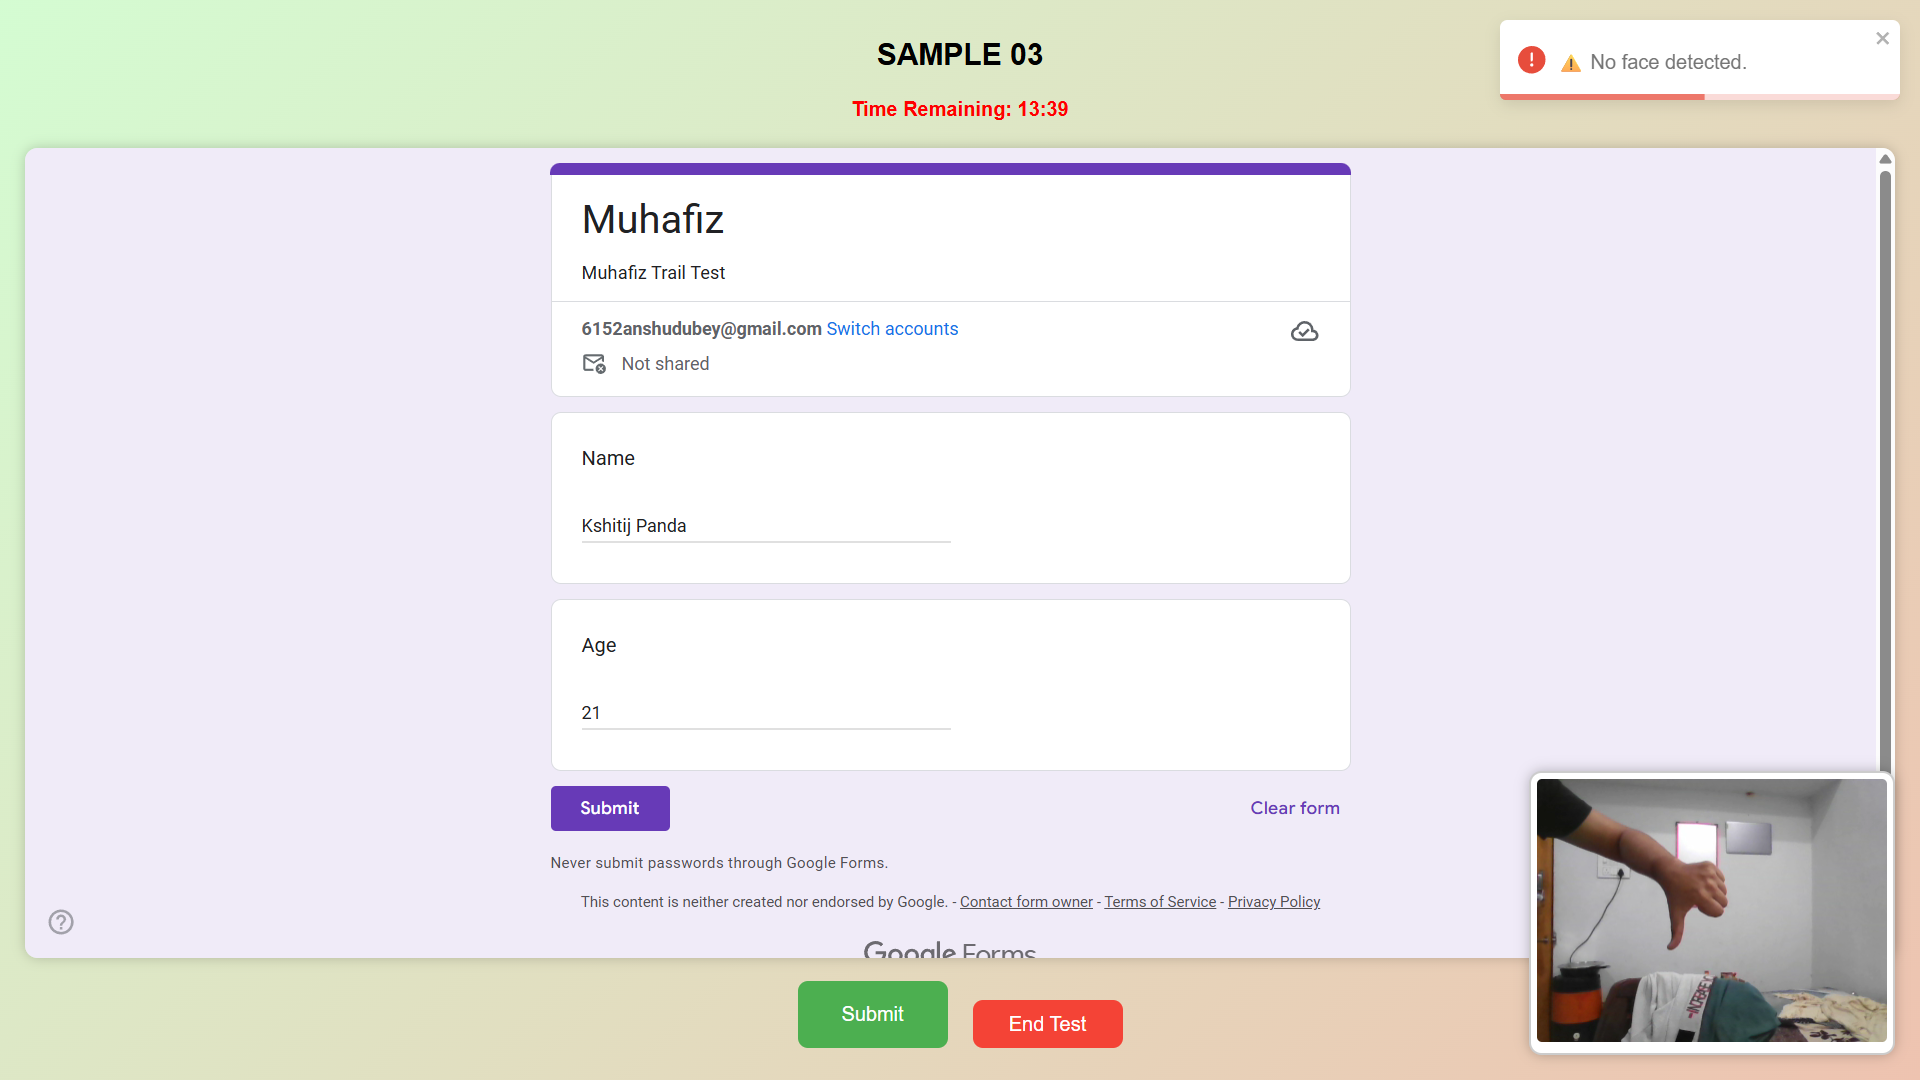 SAMPLE 03
Time Remaining: 13:39
No face detected.
Muhafiz
Muhafiz Trail Test
6152anshudubey@gmail.com Switch accounts
Not shared
Name
Kshitij Panda
Age
21
Submit
Clear form
Never submit passwords through Google Forms.
This content is neither created nor endorsed by Google. - Contact form owner - Terms of Service - Privacy Policy
Google Forms
Submit
End Test